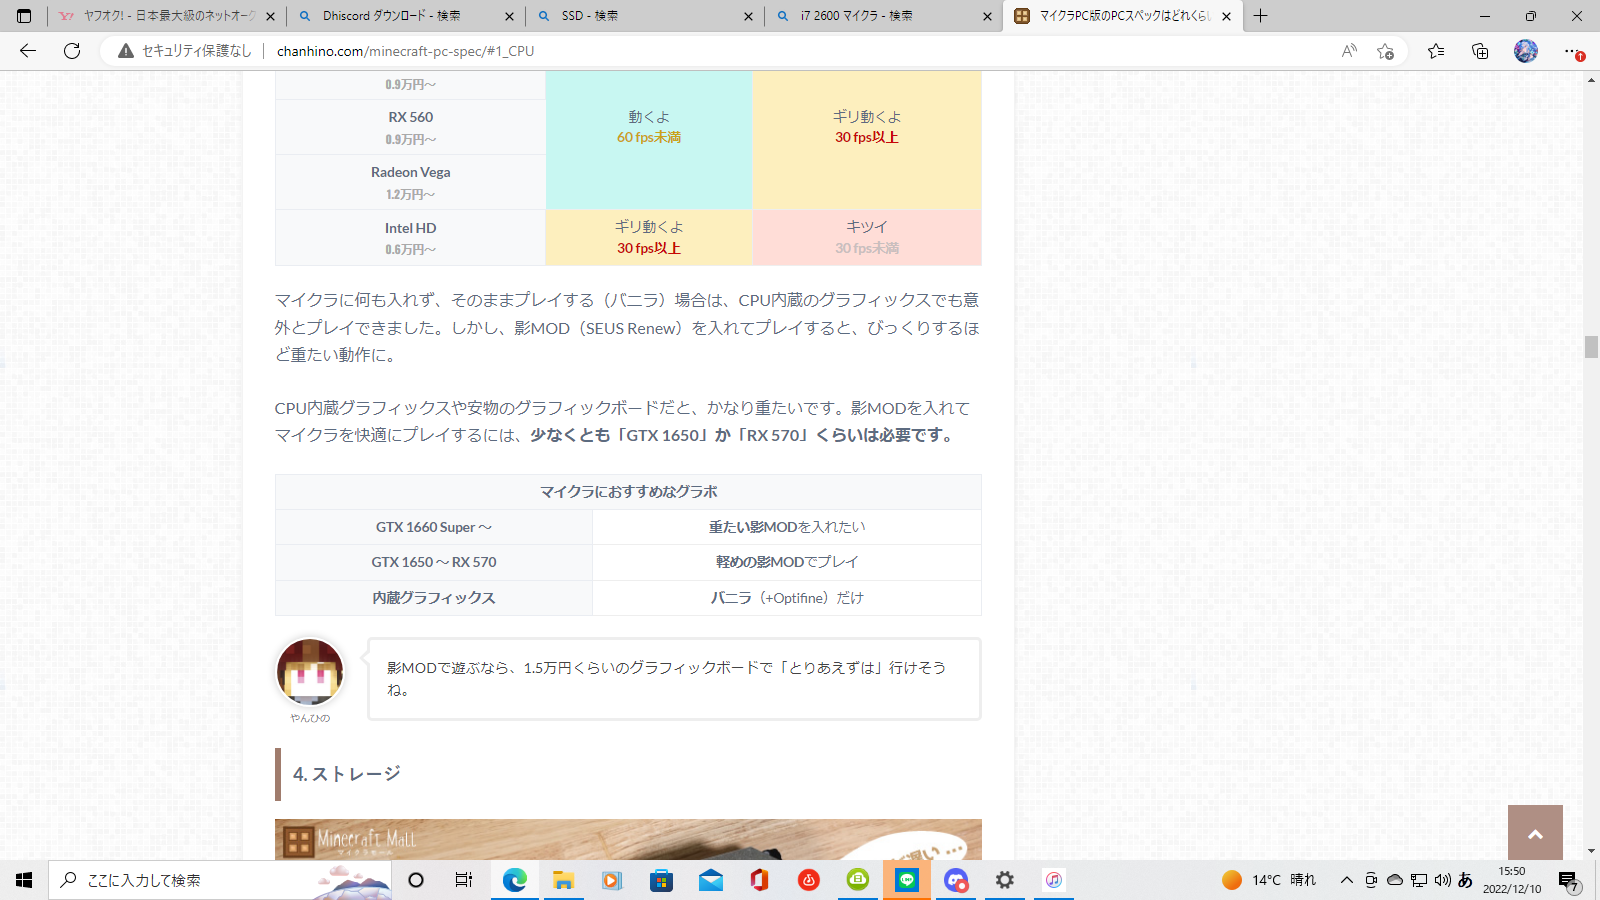 ヤフオク! - 日本最大級のネットオーク
Dhiscord ダウンロード - 検索
SSD - 検索
i7 2600 マイクラ - 検索
マイクラPC版のPCスペックはどれくらい
セキュリティ保護なし
chanhino.com/minecraft-pc-spec/#1_CPU
0.9万円～
RX 560
0.9万円～
動くよ
60 fps未満
ギリ動くよ
30 fps以上
Radeon Vega
1.2万円～
Intel HD
0.6万円～
ギリ動くよ
30 fps以上
キツイ
30 fps未満
マイクラに何も入れず、そのままプレイする（バニラ）場合は、CPU内蔵のグラフィックスでも意
外とプレイできました。しかし、影MOD（SEUS Renew）を入れてプレイすると、びっくりするほ
ど重たい動作に。
CPU内蔵グラフィックスや安物のグラフィックボードだと、かなり重たいです。影MODを入れて
マイクラを快適にプレイするには、少なくとも「GTX 1650」か「RX 570」くらいは必要です。
マイクラにおすすめなグラボ
GTX 1660 Super ～
重たい影MODを入れたい
GTX 1650 ～ RX 570
軽めの影MODでプレイ
内蔵グラフィックス
バニラ（+Optifine）だけ
影MODで遊ぶなら、1.5万円くらいのグラフィックボードで「とりあえずは」行けそう
ね。
やんひの
4. ストレージ
Minecraft Mall
マイクラモール
ここに入力して検索
14°C 晴れ
あ
15:50
2022/12/10
7